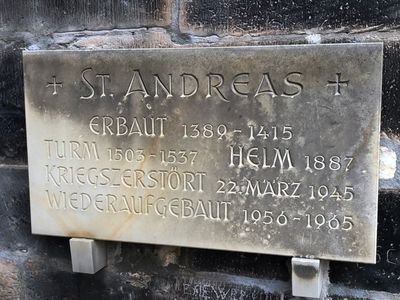 + ST. ANDREAS +
ERBAUT 1389-1415
TURM 1503-1537 HELM 1887
KRIEGSZERSTÖRT 22. MÄRZ 1945
WIEDERAUFGEBAUT 1956-1965